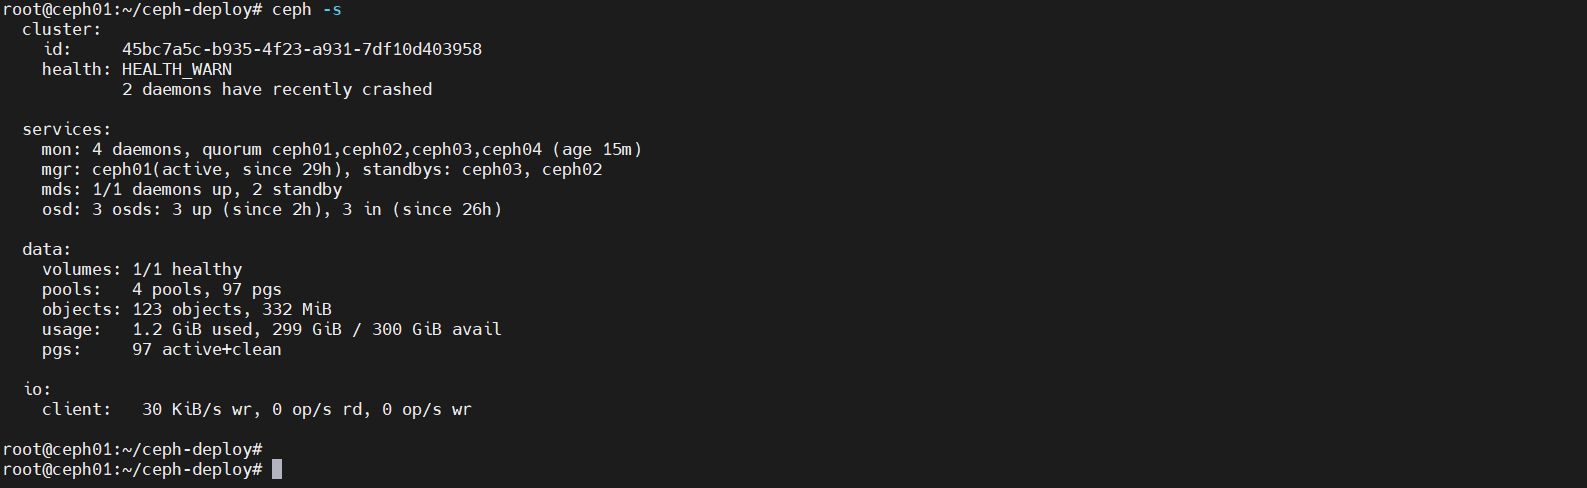 root@ceph01:~/ceph-deploy# ceph -s
  cluster:
    id:     45bc7a5c-b935-4f23-a931-7df10d403958
    health: HEALTH_WARN
            2 daemons have recently crashed

  services:
    mon: 4 daemons, quorum ceph01,ceph02,ceph03,ceph04 (age 15m)
    mgr: ceph01(active, since 29h), standbys: ceph03, ceph02
    mds: 1/1 daemons up, 2 standby
    osd: 3 osds: 3 up (since 2h), 3 in (since 26h)

  data:
    volumes: 1/1 healthy
    pools:   4 pools, 97 pgs
    objects: 123 objects, 332 MiB
    usage:   1.2 GiB used, 299 GiB / 300 GiB avail
    pgs:     97 active+clean

  io:
    client:   30 KiB/s wr, 0 op/s rd, 0 op/s wr

root@ceph01:~/ceph-deploy#
root@ceph01:~/ceph-deploy#